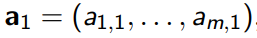 a₁ = (a₁,₁, . . . , aₘ,₁).